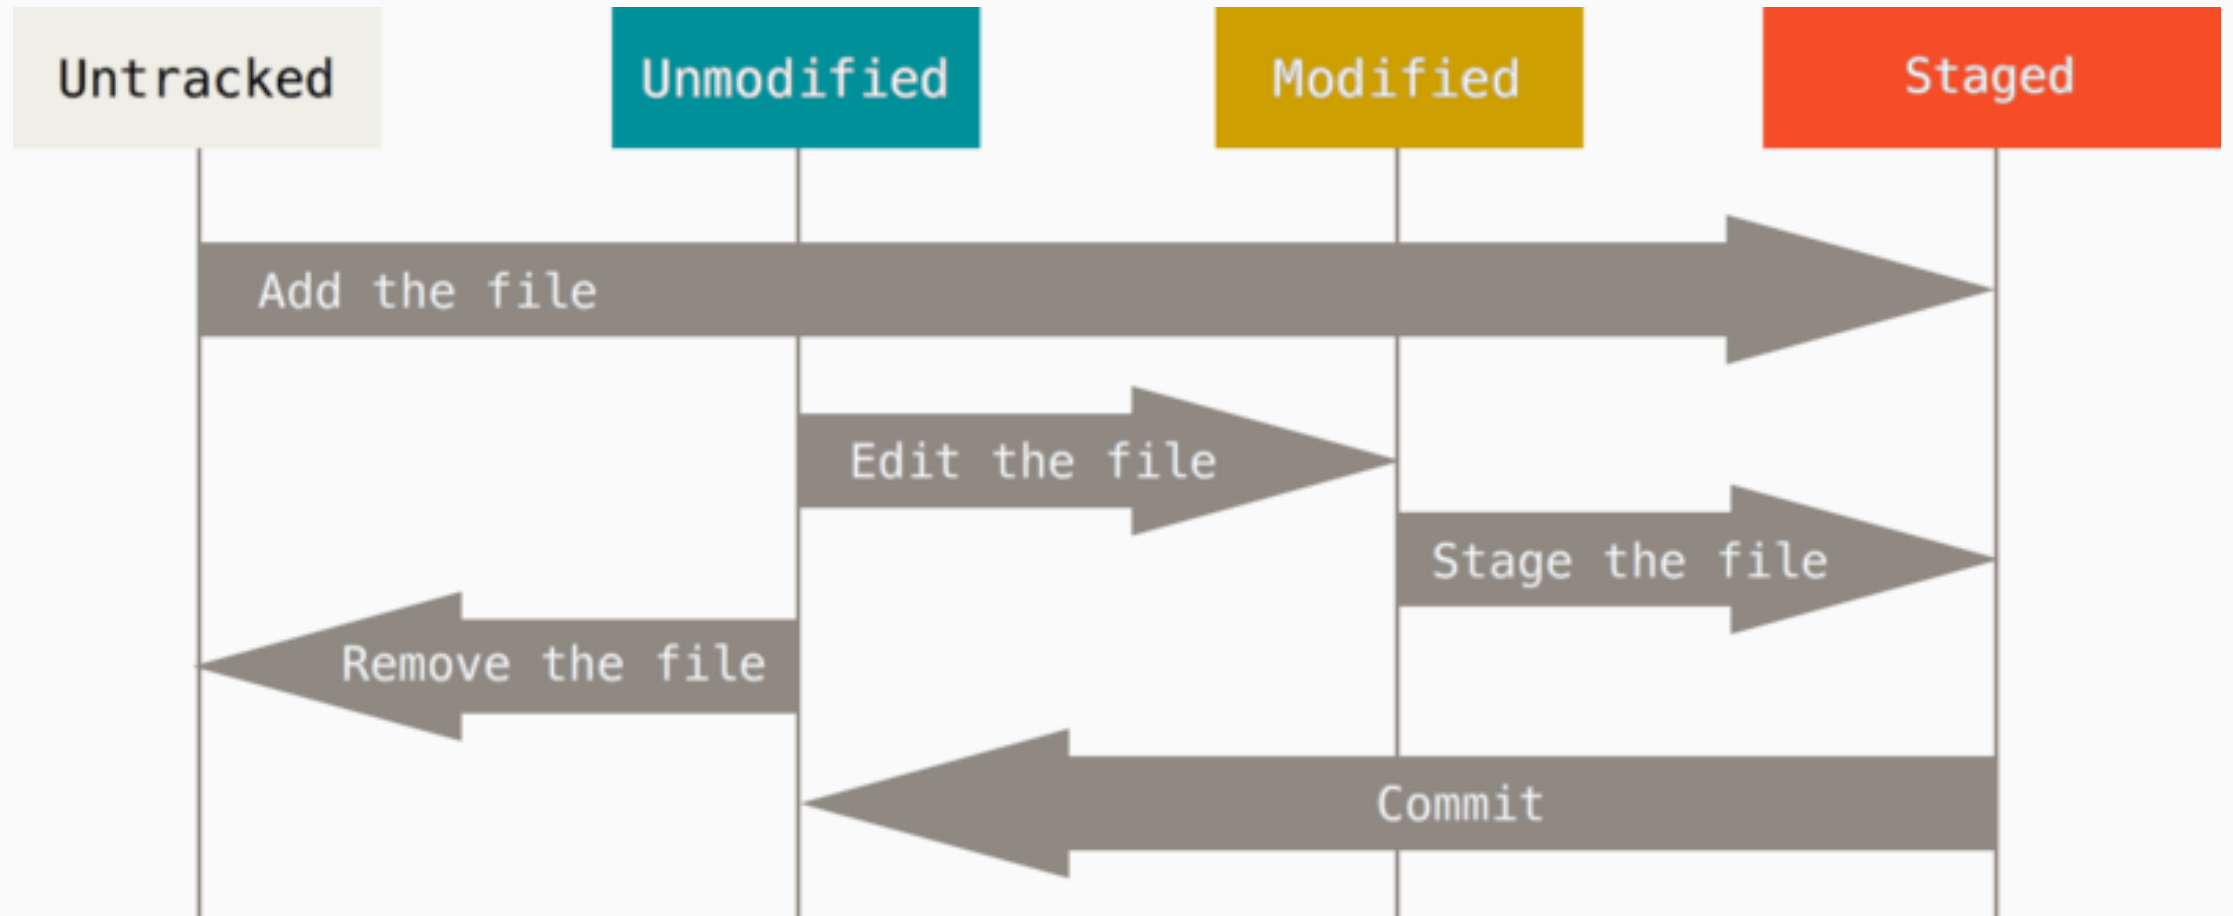 Untracked
Unmodified
Modified
Staged
Add the file
Edit the file
Stage the file
Remove the file
Commit